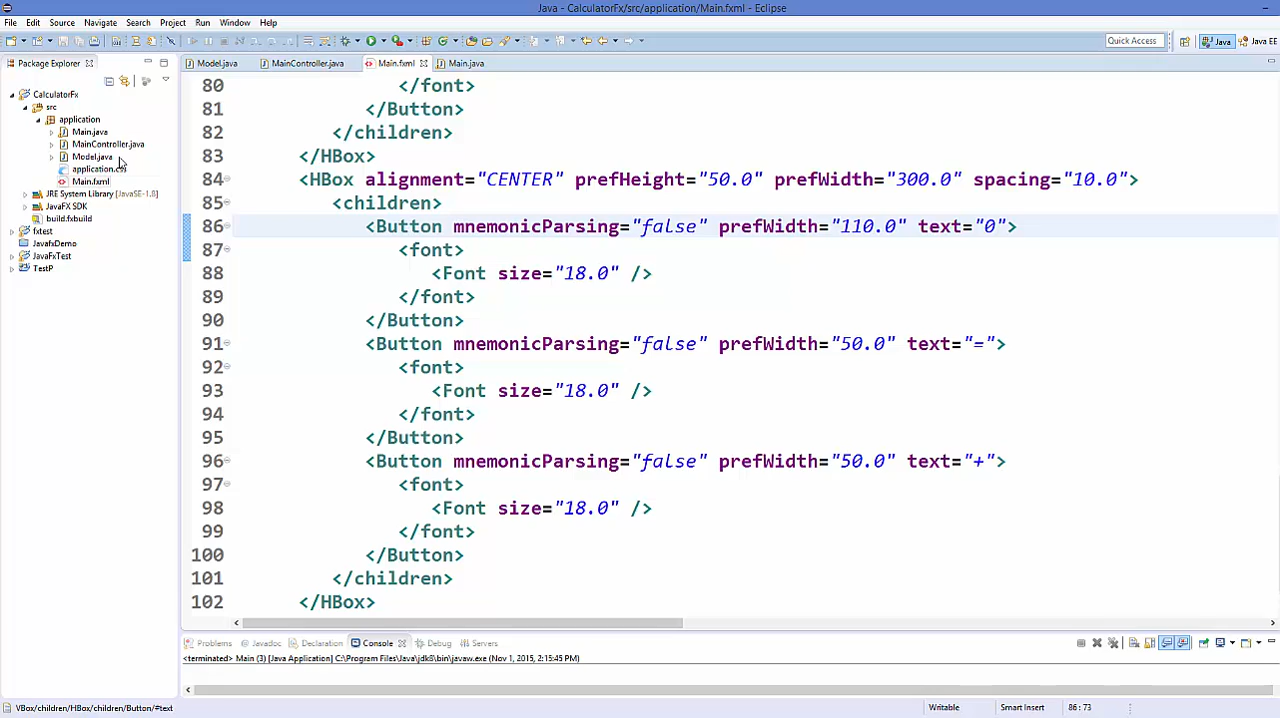 Java - CalculatorFx/src/application/Main.fxml - Eclipse
File Edit Source Navigate Search Project Run Window Help
Quick Access
Java
Java EE
Package Explorer
Model.java
MainController.java
Main.fxml
Main.java
CalculatorFx
src
application
Main.java
MainController.java
Model.java
application.css
Main.fxml
JRE System Library [JavaSE-1.8]
JavaFX SDK
build.fxbuild
fxtest
JavafxDemo
JavaFxTest
TestP
80 </font>
81 </Button>
82 </children>
83 </HBox>
84 <HBox alignment="CENTER" prefHeight="50.0" prefWidth="300.0" spacing="10.0">
85 <children>
86 <Button mnemonicParsing="false" prefWidth="110.0" text="0">
87 <font>
88 <Font size="18.0" />
89 </font>
90 </Button>
91 <Button mnemonicParsing="false" prefWidth="50.0" text="=">
92 <font>
93 <Font size="18.0" />
94 </font>
95 </Button>
96 <Button mnemonicParsing="false" prefWidth="50.0" text="+">
97 <font>
98 <Font size="18.0" />
99 </font>
100 </Button>
101 </children>
102 </HBox>
Problems @ Javadoc Declaration Console Debug Servers
<terminated> Main (3) [Java Application] C:\Program Files\Java\jdk8\bin\javaw.exe (Nov 1, 2015, 2:15:45 PM)
VBox/children/HBox/children/Button/#text
Writable
Smart Insert
86 : 73